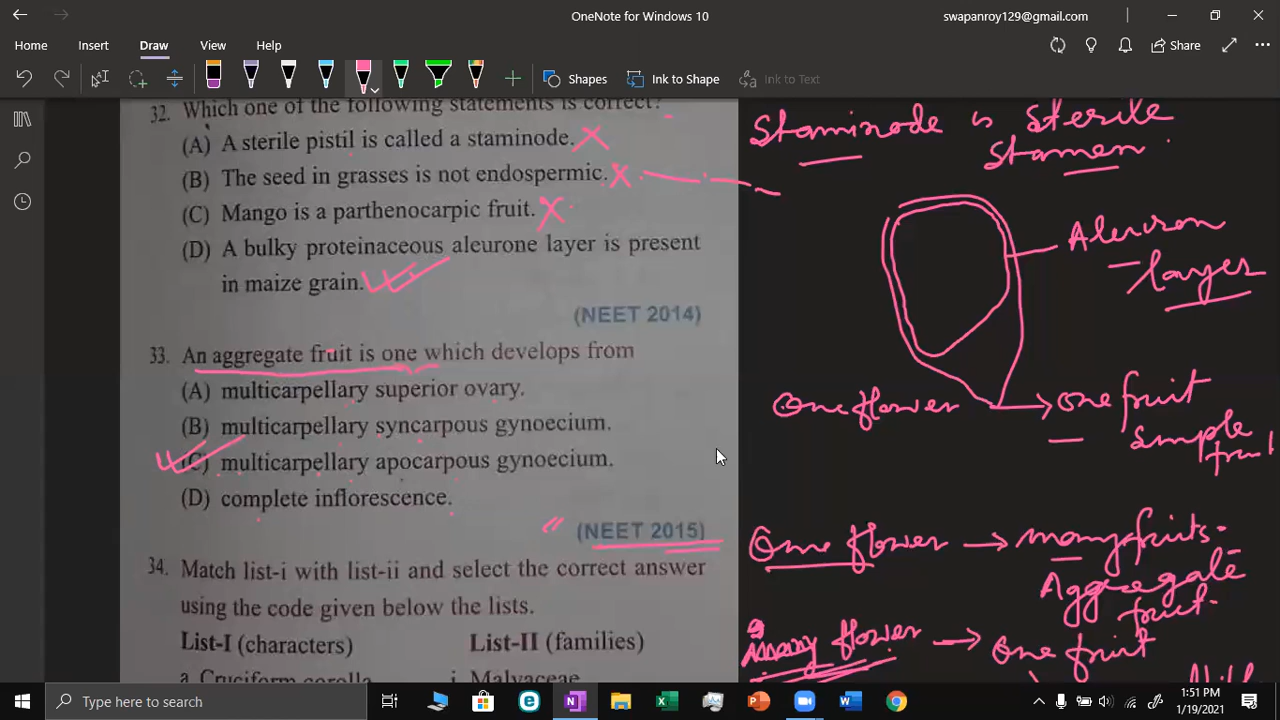 OneNote for Windows 10
swapanroy129@gmail.com
Home Insert Draw View Help
Share
Shapes
Ink to Shape
Ink to Text
32. Which one of the following statements is correct?
(A) A sterile pistil is called a staminode.
(B) The seed in grasses is not endospermic.
(C) Mango is a parthenocarpic fruit.
(D) A bulky proteinaceous aleurone layer is present
in maize grain.
(NEET 2014)
33. An aggregate fruit is one which develops from
(A) multicarpellary superior ovary.
(B) multicarpellary syncarpous gynoecium.
(C) multicarpellary apocarpous gynoecium.
(D) complete inflorescence.
(NEET 2015)
34. Match list-i with list-ii and select the correct answer
using the code given below the lists.
List-I (characters) List-II (families)
a. Cruciform corolla i. Malvaceae
Staminode is Sterile
Stamen
Aleuron
layer
One flower → one fruit
Simple
fruit
One flower → many fruits
Aggregate
fruit
Many flower → One fruit
Type here to search
1:51 PM
1/19/2021